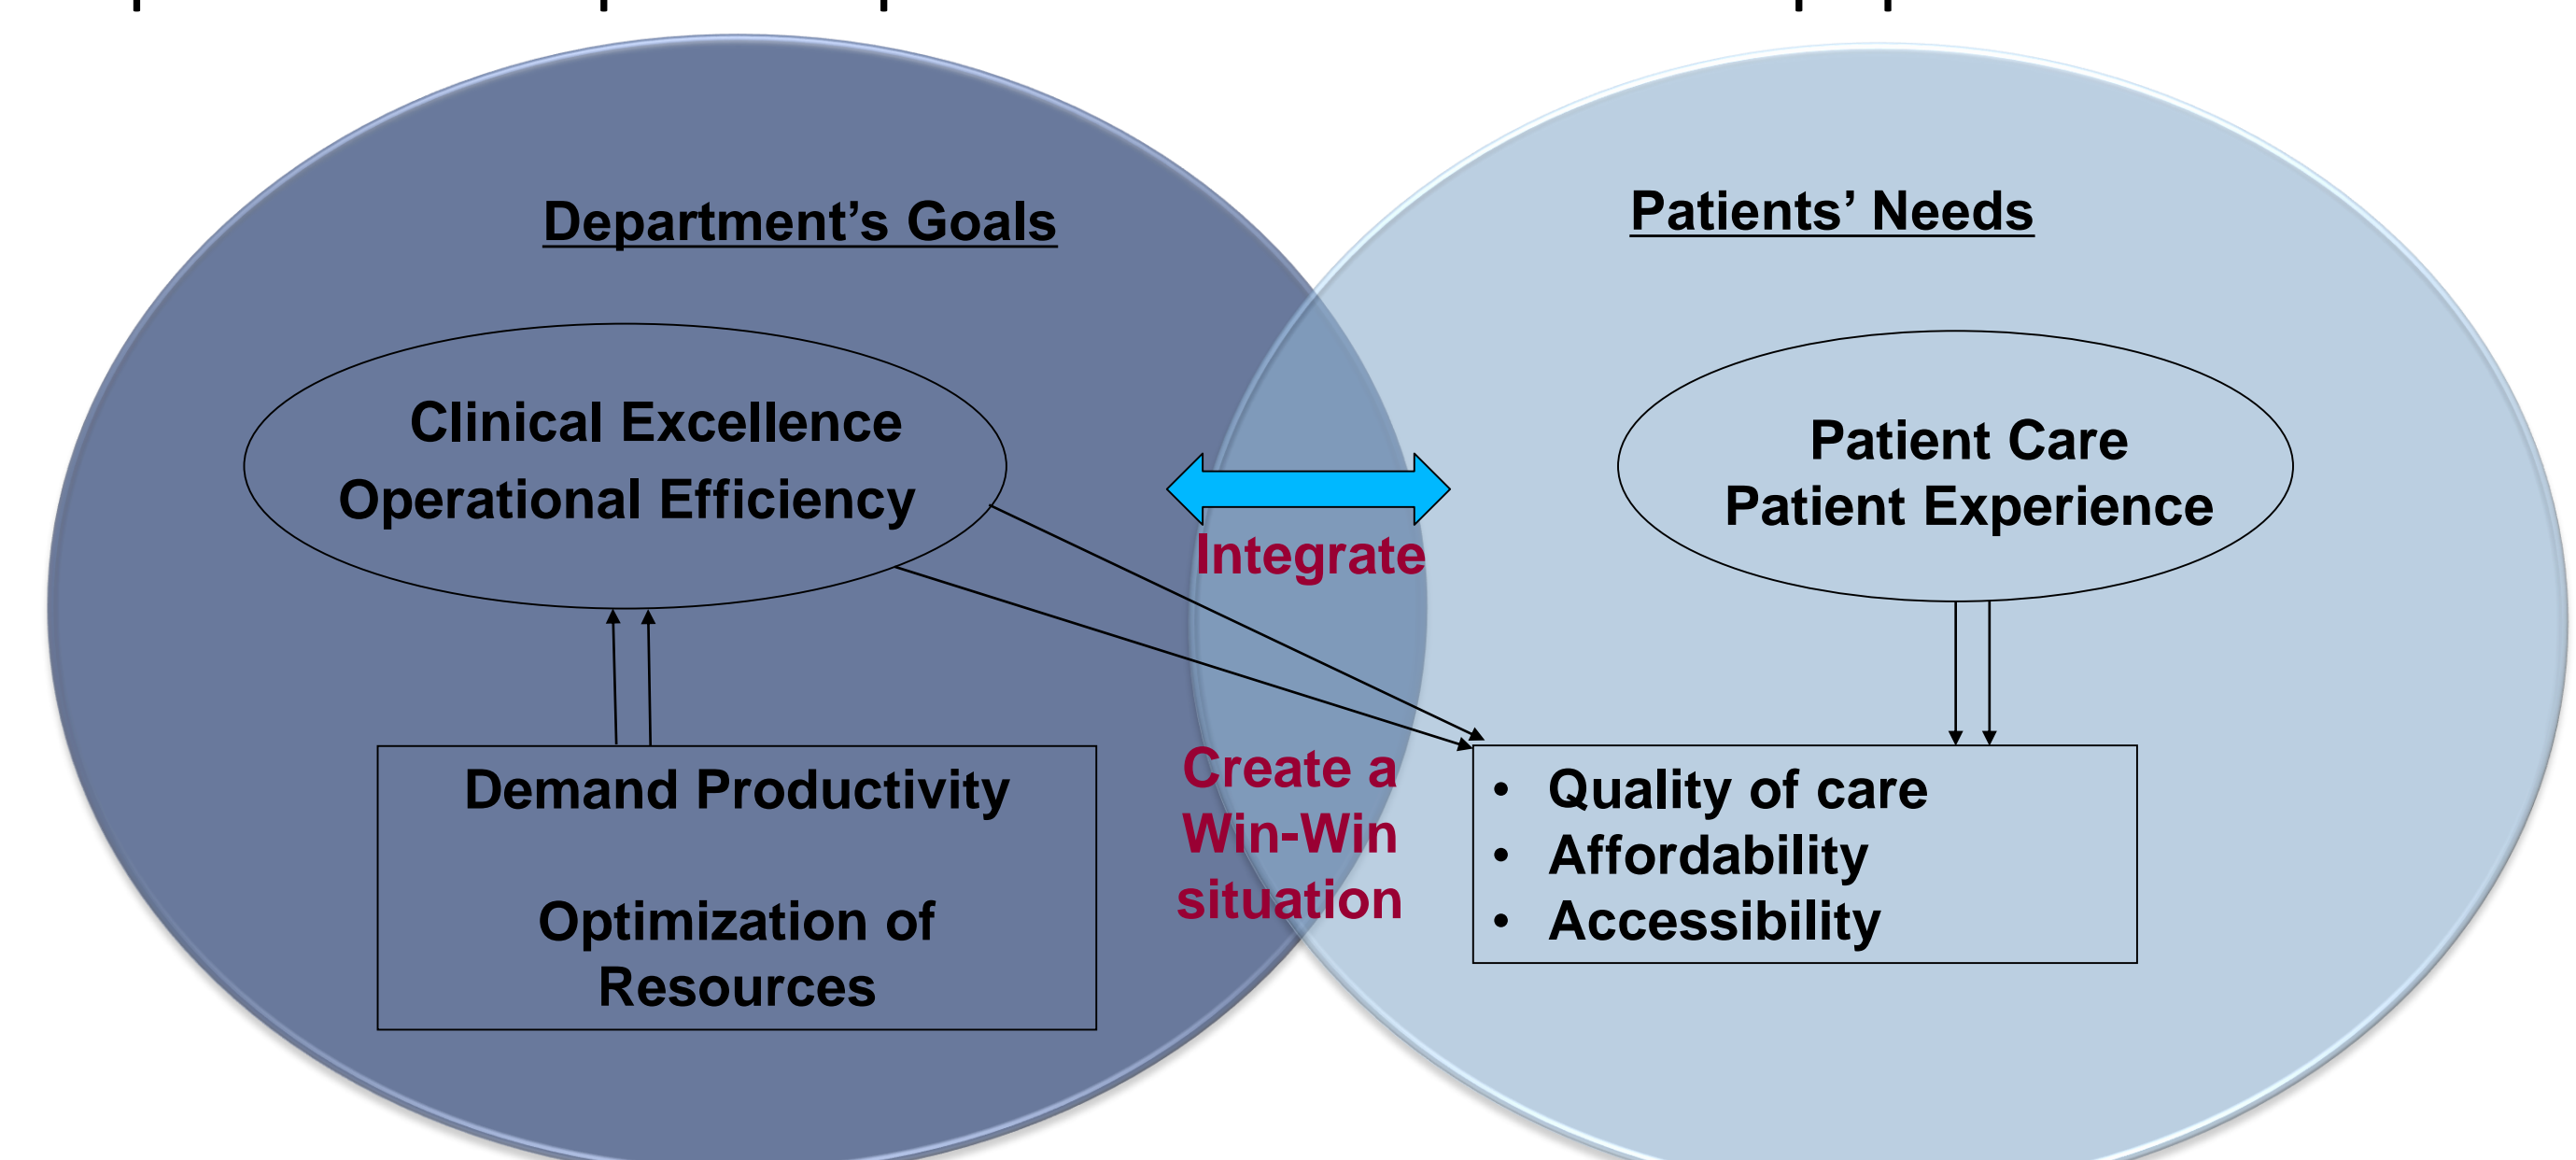 Department’s Goals
Patients’ Needs
Clinical Excellence
Operational Efficiency
Patient Care
Patient Experience
Integrate
Demand Productivity
Optimization of
Resources
Create a
Win-Win
situation
• Quality of care
• Affordability
• Accessibility